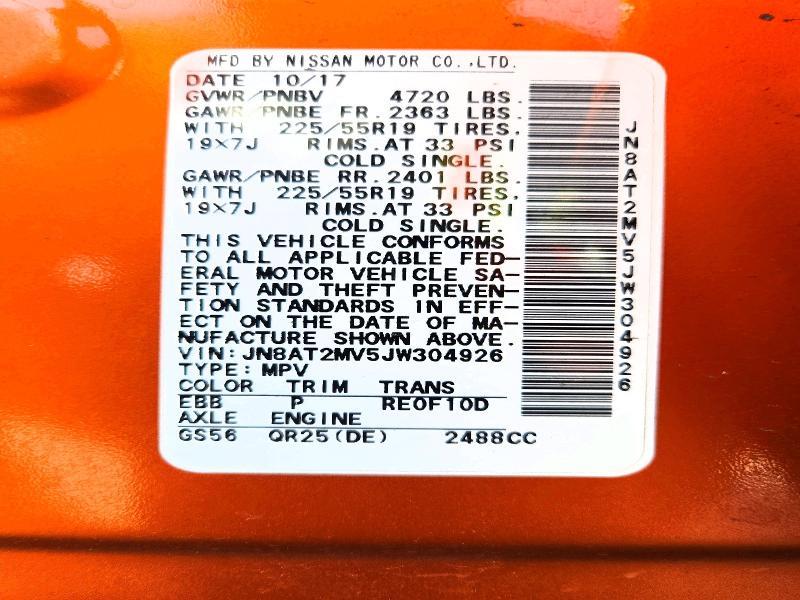 MFD BY NISSAN MOTOR CO.,LTD.
DATE 10/17
GVWR/PNBV 4720 LBS.
GAWR/PNBE FR.2363 LBS.
WITH 225/55R19 TIRES,
19×7J RIMS.AT 33 PSI
COLD SINGLE.
GAWR/PNBE RR.2401 LBS.
WITH 225/55R19 TIRES,
19×7J RIMS.AT 33 PSI
COLD SINGLE.
THIS VEHICLE CONFORMS
TO ALL APPLICABLE FED-
ERAL MOTOR VEHICLE SA-
FETY AND THEFT PREVEN-
TION STANDARDS IN EFF-
ECT ON THE DATE OF MA-
NUFACTURE SHOWN ABOVE.
VIN:JN8AT2MV5JW304926
TYPE:MPV
COLOR TRIM TRANS
EBB P RE0F10D
AXLE ENGINE
GS56 QR25(DE) 2488CC
JN8AT2MV5JW304926